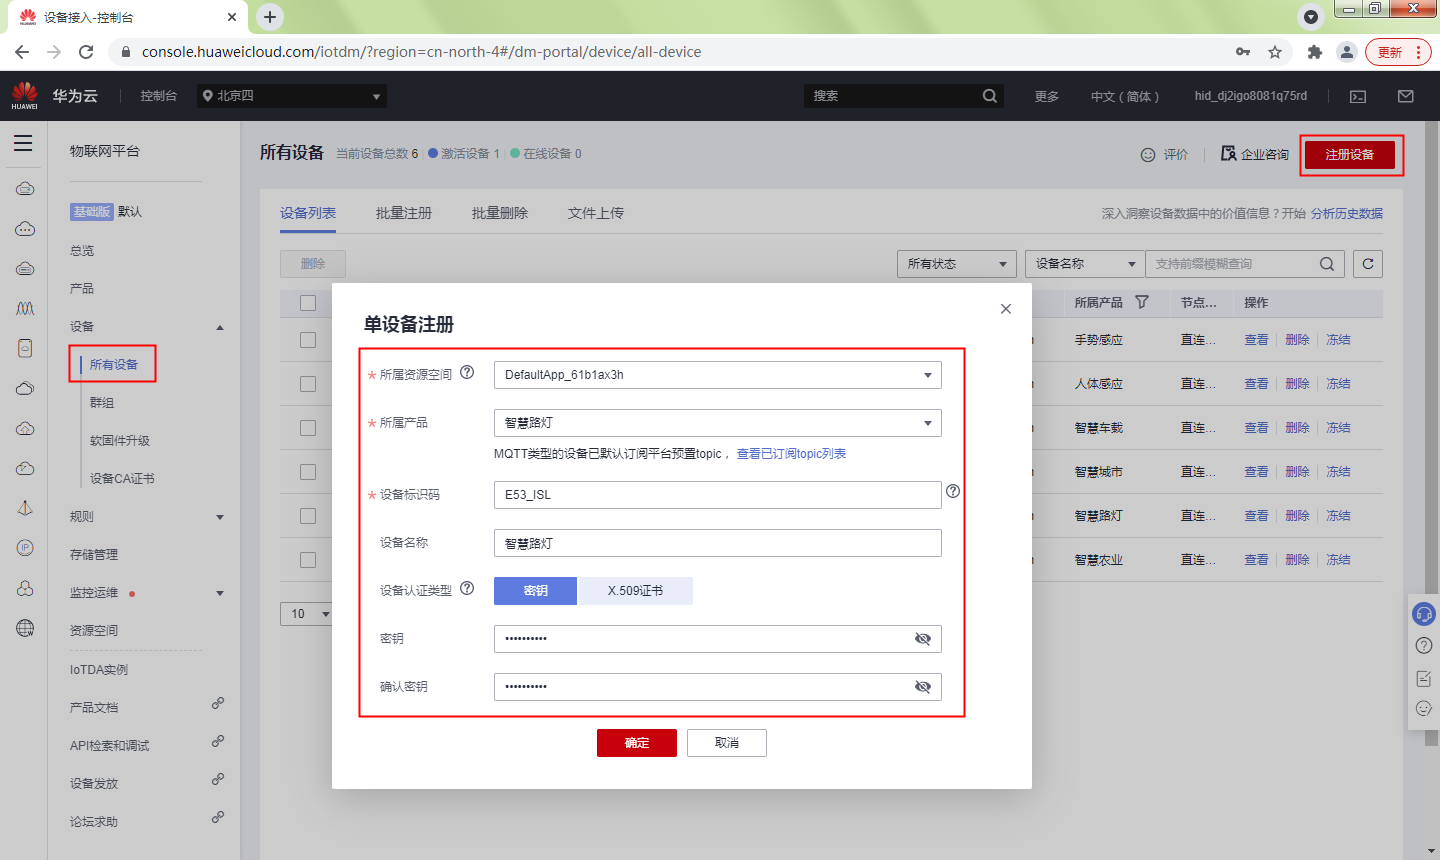 设备接入-控制台
console.huaweicloud.com/iotdm/?region=cn-north-4#/dm-portal/device/all-device
更新
HUAWEI
华为云
控制台
北京四
搜索
更多
中文（简体）
hid_dj2igo8081q75rd
物联网平台
基础版 默认
总览
产品
设备
所有设备
群组
软固件升级
设备CA证书
规则
存储管理
监控运维
资源空间
IoTDA实例
产品文档
API检索和调试
设备发放
论坛求助
所有设备 当前设备总数 6 激活设备 1 在线设备 0
评价
企业咨询
注册设备
设备列表 批量注册 批量删除 文件上传
深入洞察设备数据中的价值信息？开始 分析历史数据
删除
所有状态
设备名称
支持前缀模糊查询
所属产品 节点... 操作
手势感应 直连... 查看 删除 冻结
人体感应 直连... 查看 删除 冻结
智慧车载 直连... 查看 删除 冻结
智慧城市 直连... 查看 删除 冻结
智慧路灯 直连... 查看 删除 冻结
智慧农业 直连... 查看 删除 冻结
10
单设备注册
* 所属资源空间 DefaultApp_61b1ax3h
* 所属产品 智慧路灯
MQTT类型的设备已默认订阅平台预置topic， 查看已订阅topic列表
* 设备标识码 E53_ISL
设备名称 智慧路灯
设备认证类型 密钥 X.509证书
密钥 ••••••••••
确认密钥 ••••••••••
确定 取消